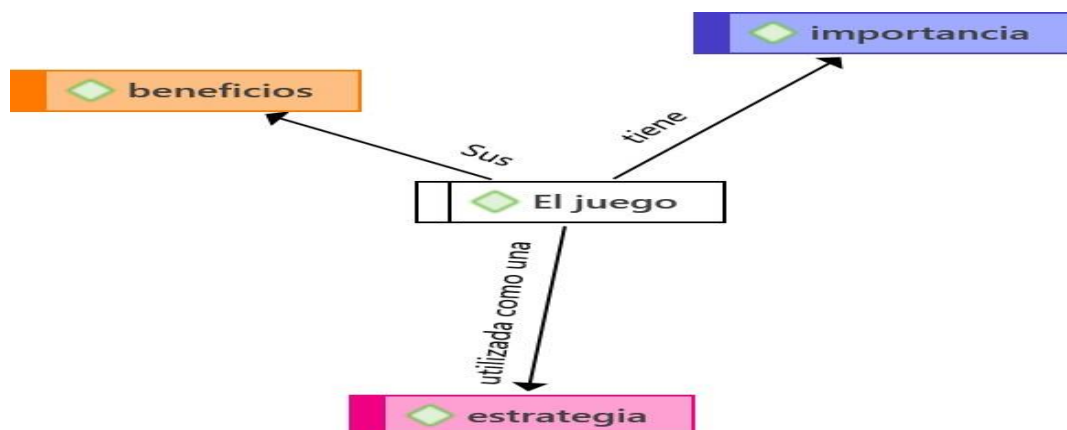 importancia
beneficios
tiene
Sus
El juego
utilizada como una
estrategia